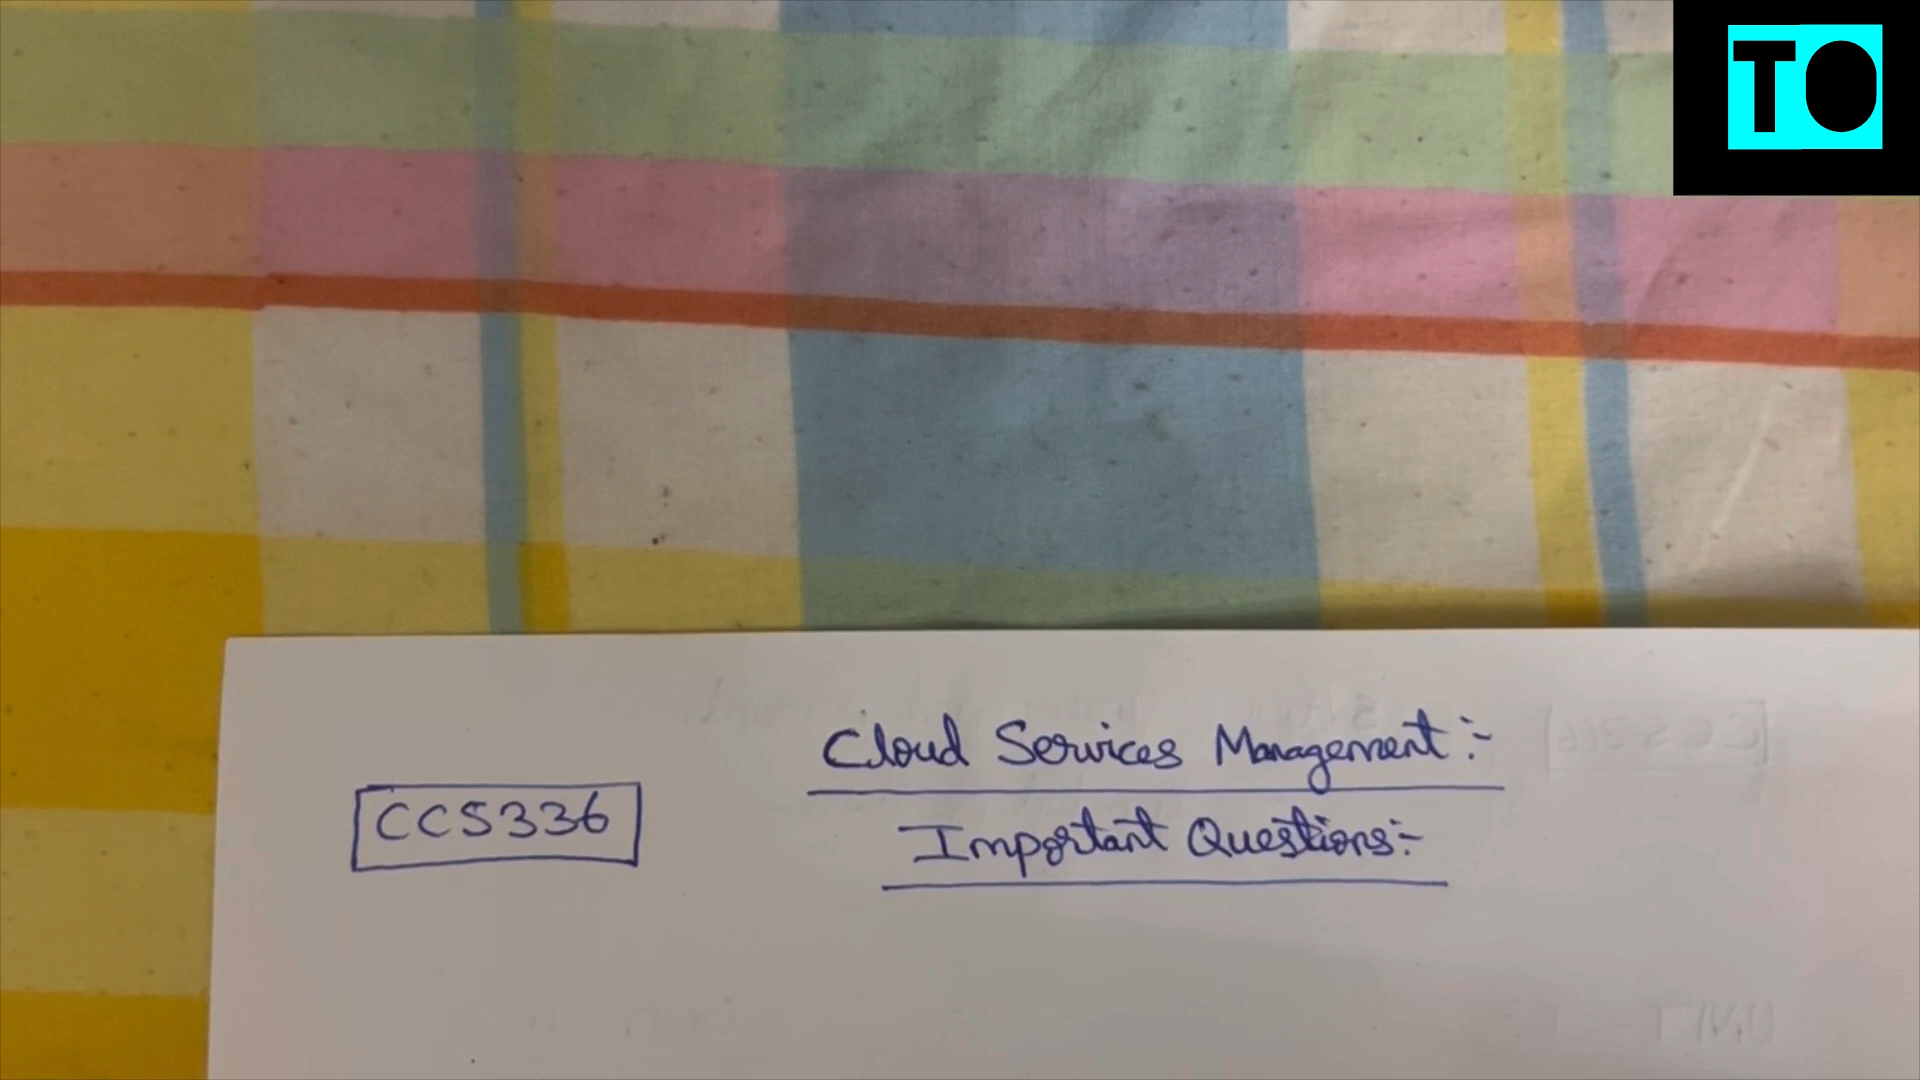 TO
Cloud Services Management:-
CCS336
Important Questions:-